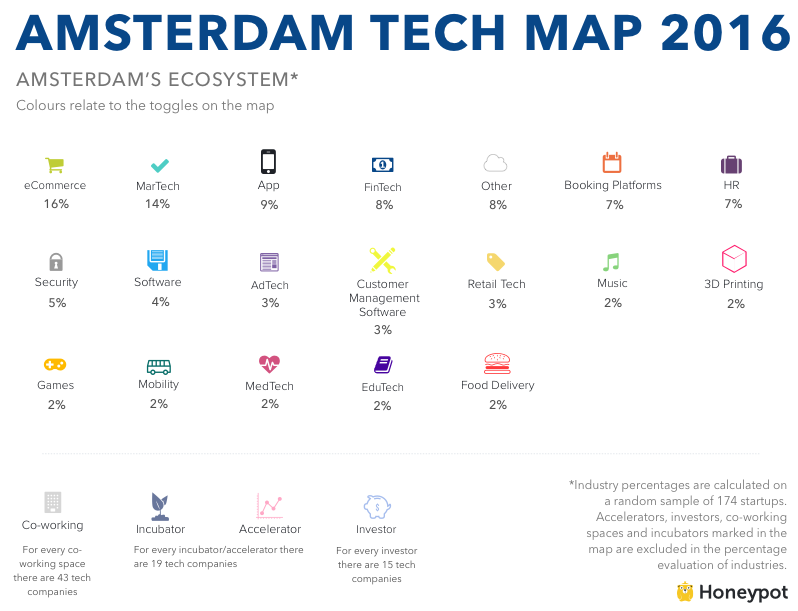 AMSTERDAM TECH MAP 2016
AMSTERDAM'S ECOSYSTEM*
Colours relate to the toggles on the map
eCommerce
16%
MarTech
14%
App
9%
FinTech
8%
Other
8%
Booking Platforms
7%
HR
7%
Security
5%
Software
4%
AdTech
3%
Customer
Management
Software
3%
Retail Tech
3%
Music
2%
3D Printing
2%
Games
2%
Mobility
2%
MedTech
2%
EduTech
2%
Food Delivery
2%
Co-working
For every co-
working space
there are 43 tech
companies
Incubator
Accelerator
For every incubator/accelerator there
are 19 tech companies
Investor
For every investor
there are 15 tech
companies
*Industry percentages are calculated on
a random sample of 174 startups.
Accelerators, investors, co-working
spaces and incubators marked in the
map are excluded in the percentage
evaluation of industries.
Honeypot